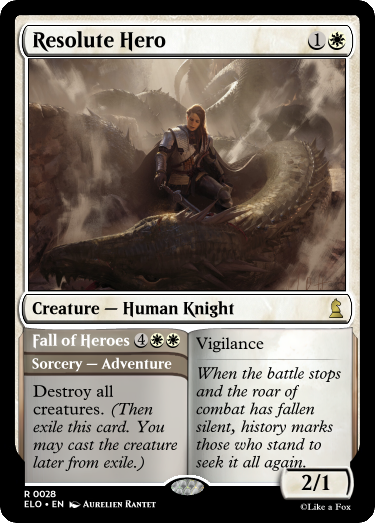 Resolute Hero 1
Creature — Human Knight
Fall of Heroes 4
Sorcery — Adventure
Destroy all
creatures. (Then
exile this card. You
may cast the creature
later from exile.)
Vigilance
When the battle stops
and the roar of
combat has fallen
silent, history marks
those who stand to
seek it all again.
2/1
R 0028
ELO • EN Aurelien Rantet
©Like a Fox